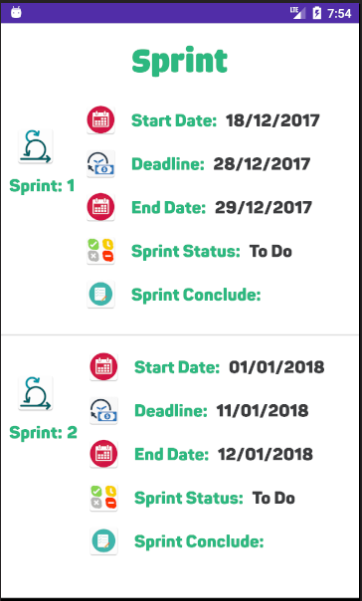 LTE 7:54
Sprint
Start Date: 18/12/2017
Deadline: 28/12/2017
Sprint: 1
End Date: 29/12/2017
Sprint Status: To Do
Sprint Conclude:
Start Date: 01/01/2018
Deadline: 11/01/2018
Sprint: 2
End Date: 12/01/2018
Sprint Status: To Do
Sprint Conclude: